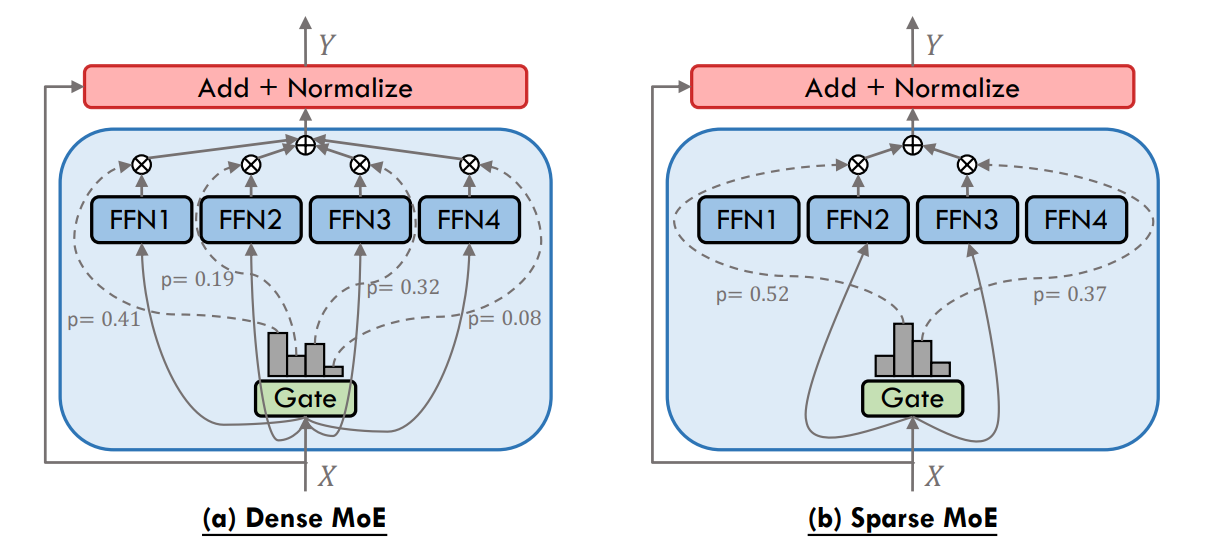 Y
Add + Normalize
FFN1 FFN2 FFN3 FFN4
p= 0.19
p= 0.32
p= 0.41
p= 0.08
Gate
X
(a) Dense MoE
Y
Add + Normalize
FFN1 FFN2 FFN3 FFN4
p= 0.52
p= 0.37
Gate
X
(b) Sparse MoE